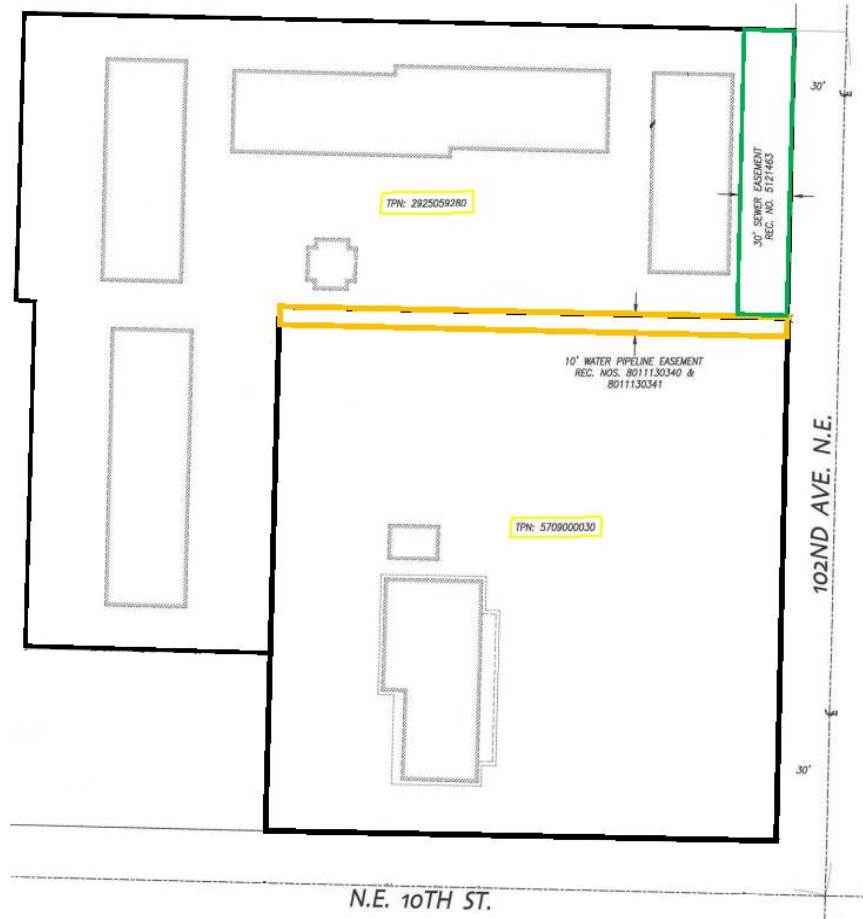 30'
30' SEWER EASEMENT
REC. NO. 5121463
TPN: 2925059280
10' WATER PIPELINE EASEMENT
REC. NOS. 8011130340 &
8011130341
102ND AVE. N.E.
TPN: 5709000030
30'
N.E. 10TH ST.